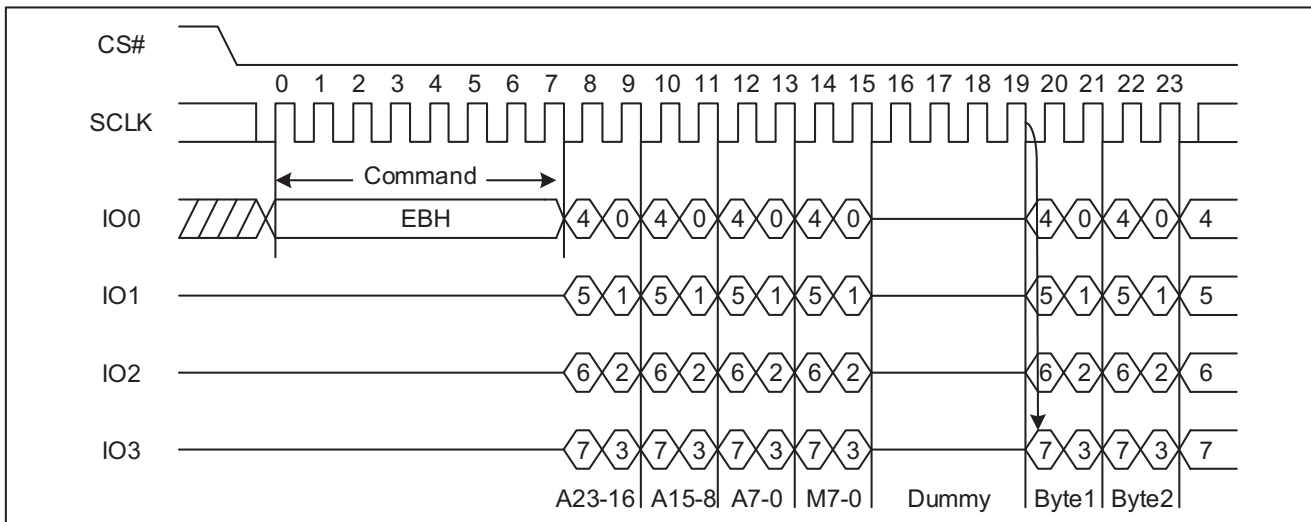 CS#
0 1 2 3 4 5 6 7 8 9 10 11 12 13 14 15 16 17 18 19 20 21 22 23
SCLK
Command
IO0 EBH 4 0 4 0 4 0 4 0 4 0 4 0 4
IO1 5 1 5 1 5 1 5 1 5 1 5 1 5
IO2 6 2 6 2 6 2 6 2 6 2 6 2 6
IO3 7 3 7 3 7 3 7 3 7 3 7 3 7
A23-16 A15-8 A7-0 M7-0 Dummy Byte1 Byte2